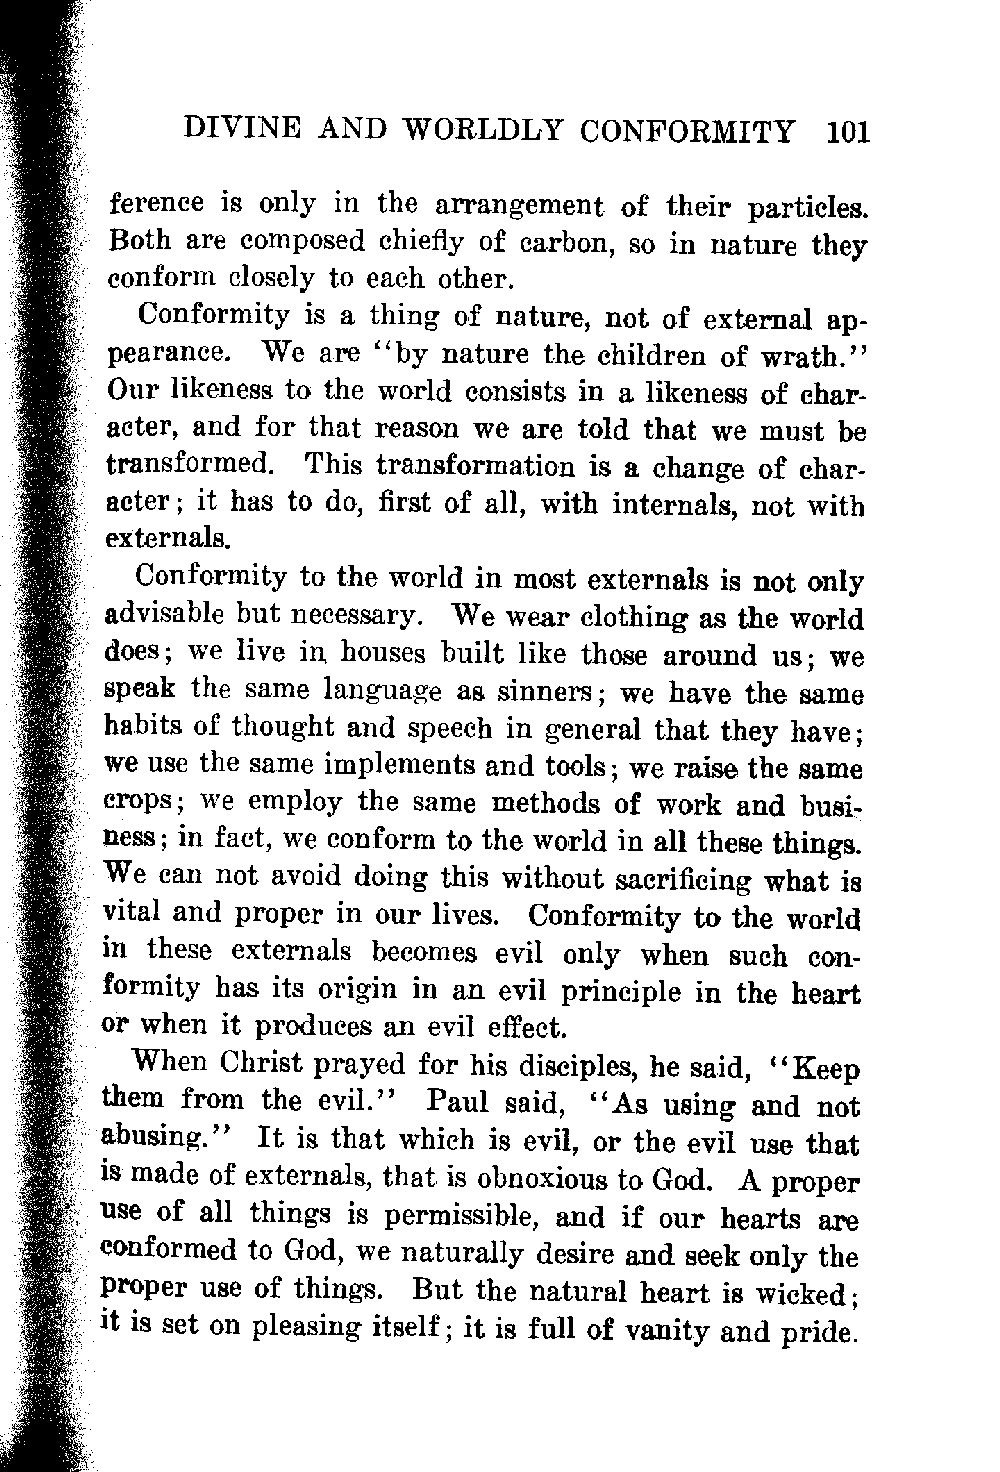 DIVINE AND WORLDLY CONFORMITY 101
ference is only in the arrangement of their particles.
Both are composed chiefly of carbon, so in nature they
conform closely to each other.
Conformity is a thing of nature, not of external ap-
pearance. We are “by nature the children of wrath.”
Our likeness to the world consists in a likeness of char-
acter, and for that reason we are told that we must be
transformed. This transformation is a change of char-
acter; it has to do, first of all, with internals, not with
externals.
Conformity to the world in most externals is not only
advisable but necessary. We wear clothing as the world
does; we live in houses built like those around us; we
speak the same language as sinners; we have the same
habits of thought and speech in general that they have;
we use the same implements and tools; we raise the same
crops; we employ the same methods of work and busi-
ness; in fact, we conform to the world in all these things.
We can not avoid doing this without sacrificing what is
vital and proper in our lives. Conformity to the world
in these externals becomes evil only when such con-
formity has its origin in an evil principle in the heart
or when it produces an evil effect.
When Christ prayed for his disciples, he said, “Keep
them from the evil.” Paul said, “As using and not
abusing.” It is that which is evil, or the evil use that
is made of externals, that is obnoxious to God. A proper
use of all things is permissible, and if our hearts are
conformed to God, we naturally desire and seek only the
proper use of things. But the natural heart is wicked;
it is set on pleasing itself; it is full of vanity and pride.